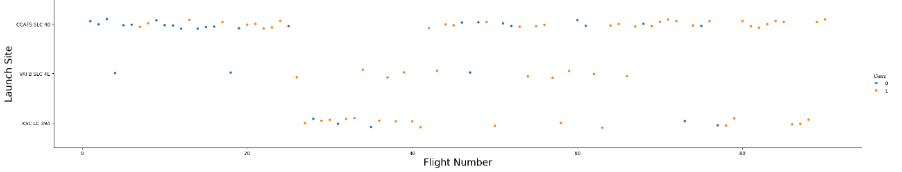 CCAFS SLC 40
VAFB SLC 4E
KSC LC 39A
Launch Site
0
20
40
60
80
Flight Number
Class
0
1